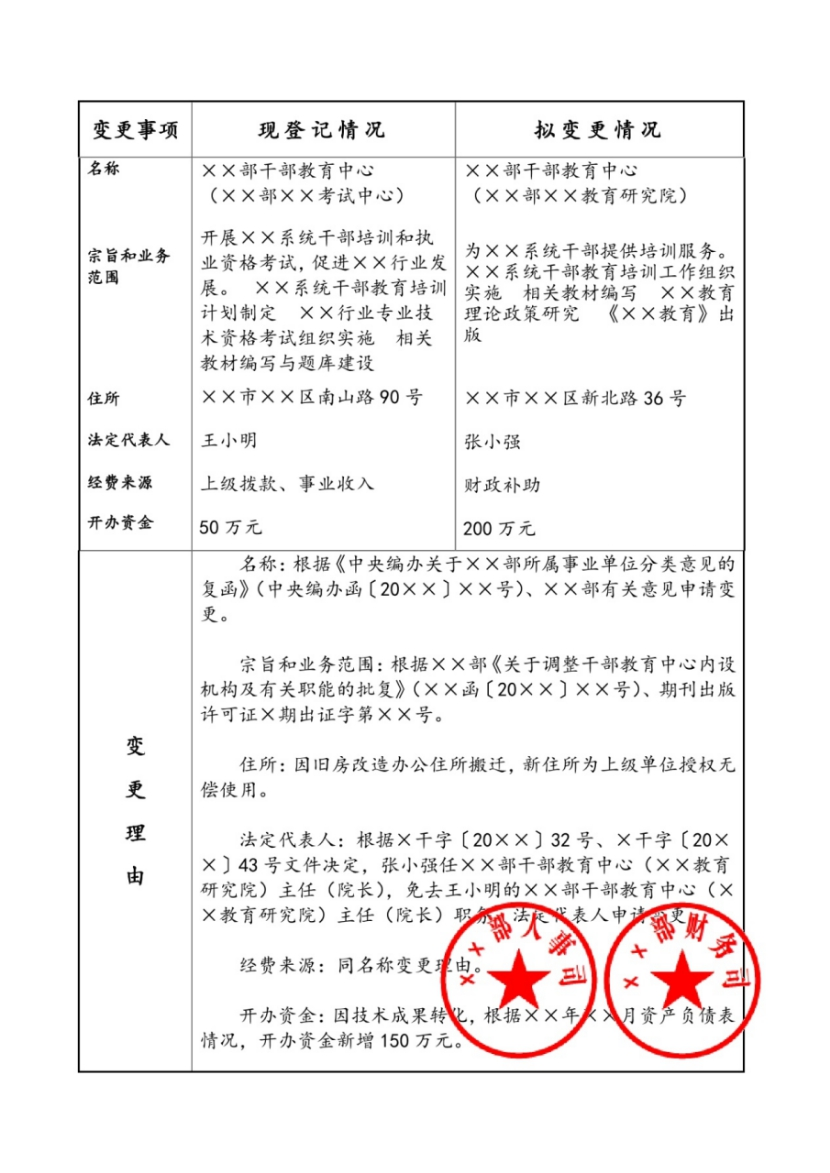 变更事项 现登记情况 拟变更情况
名称 ××部干部教育中心 ××部干部教育中心
（××部××考试中心） （××部××教育研究院）
宗旨和业务
范围
开展××系统干部培训和执
业资格考试，促进××行业发
展。 ××系统干部教育培训
计划制定 ××行业专业技
术资格考试组织实施 相关
教材编写与题库建设
为××系统干部提供培训服务。
××系统干部教育培训工作组织
实施 相关教材编写 ××教育
理论政策研究 《××教育》出
版
住所 ××市××区南山路 90 号 ××市××区新北路 36 号
法定代表人 王小明 张小强
经费来源 上级拨款、事业收入 财政补助
开办资金 50 万元 200 万元
变
更
理
由
名称：根据《中央编办关于××部所属事业单位分类意见的
复函》（中央编办函〔20××〕××号）、××部有关意见申请变
更。
宗旨和业务范围：根据××部《关于调整干部教育中心内设
机构及有关职能的批复》（××函〔20××〕××号）、期刊出版
许可证×期出证字第××号。
住所：因旧房改造办公住所搬迁，新住所为上级单位授权无
偿使用。
法定代表人：根据×干字〔20××〕32 号、×干字〔20×
×〕43 号文件决定，张小强任××部干部教育中心（××教育
研究院）主任（院长），免去王小明的××部干部教育中心（×
×教育研究院）主任（院长）职务，法定代表人申请变更。
经费来源：同名称变更理由。
开办资金：因技术成果转化，根据××年××月资产负债表
情况，开办资金新增 150 万元。
××部人事司
××部财务司